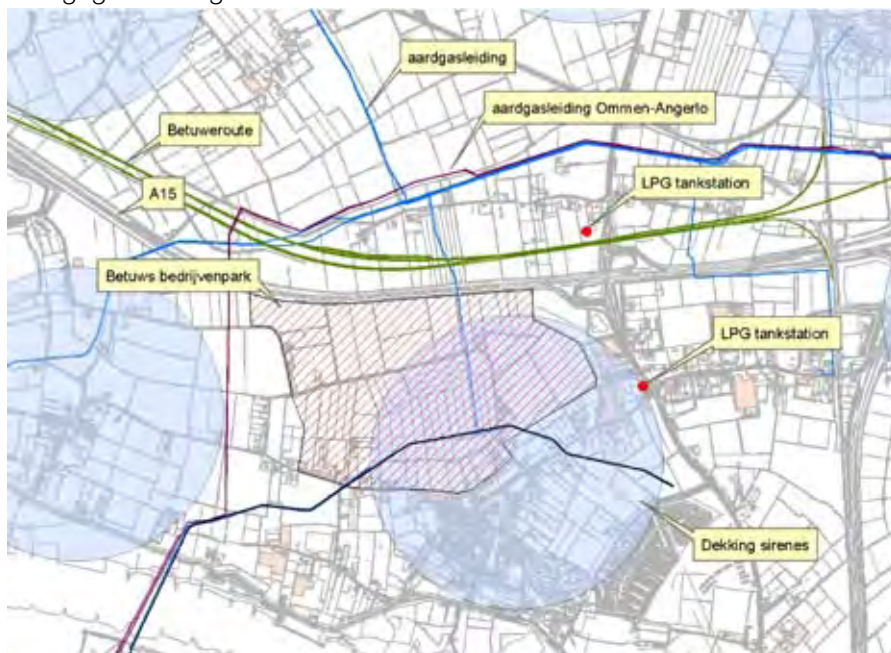 aardgasleiding
aardgasleiding Ommen-Angerlo
Betuweroute
LPG tankstation
A15
Betuws bedrijvenpark
LPG tankstation
Dekking sirenes